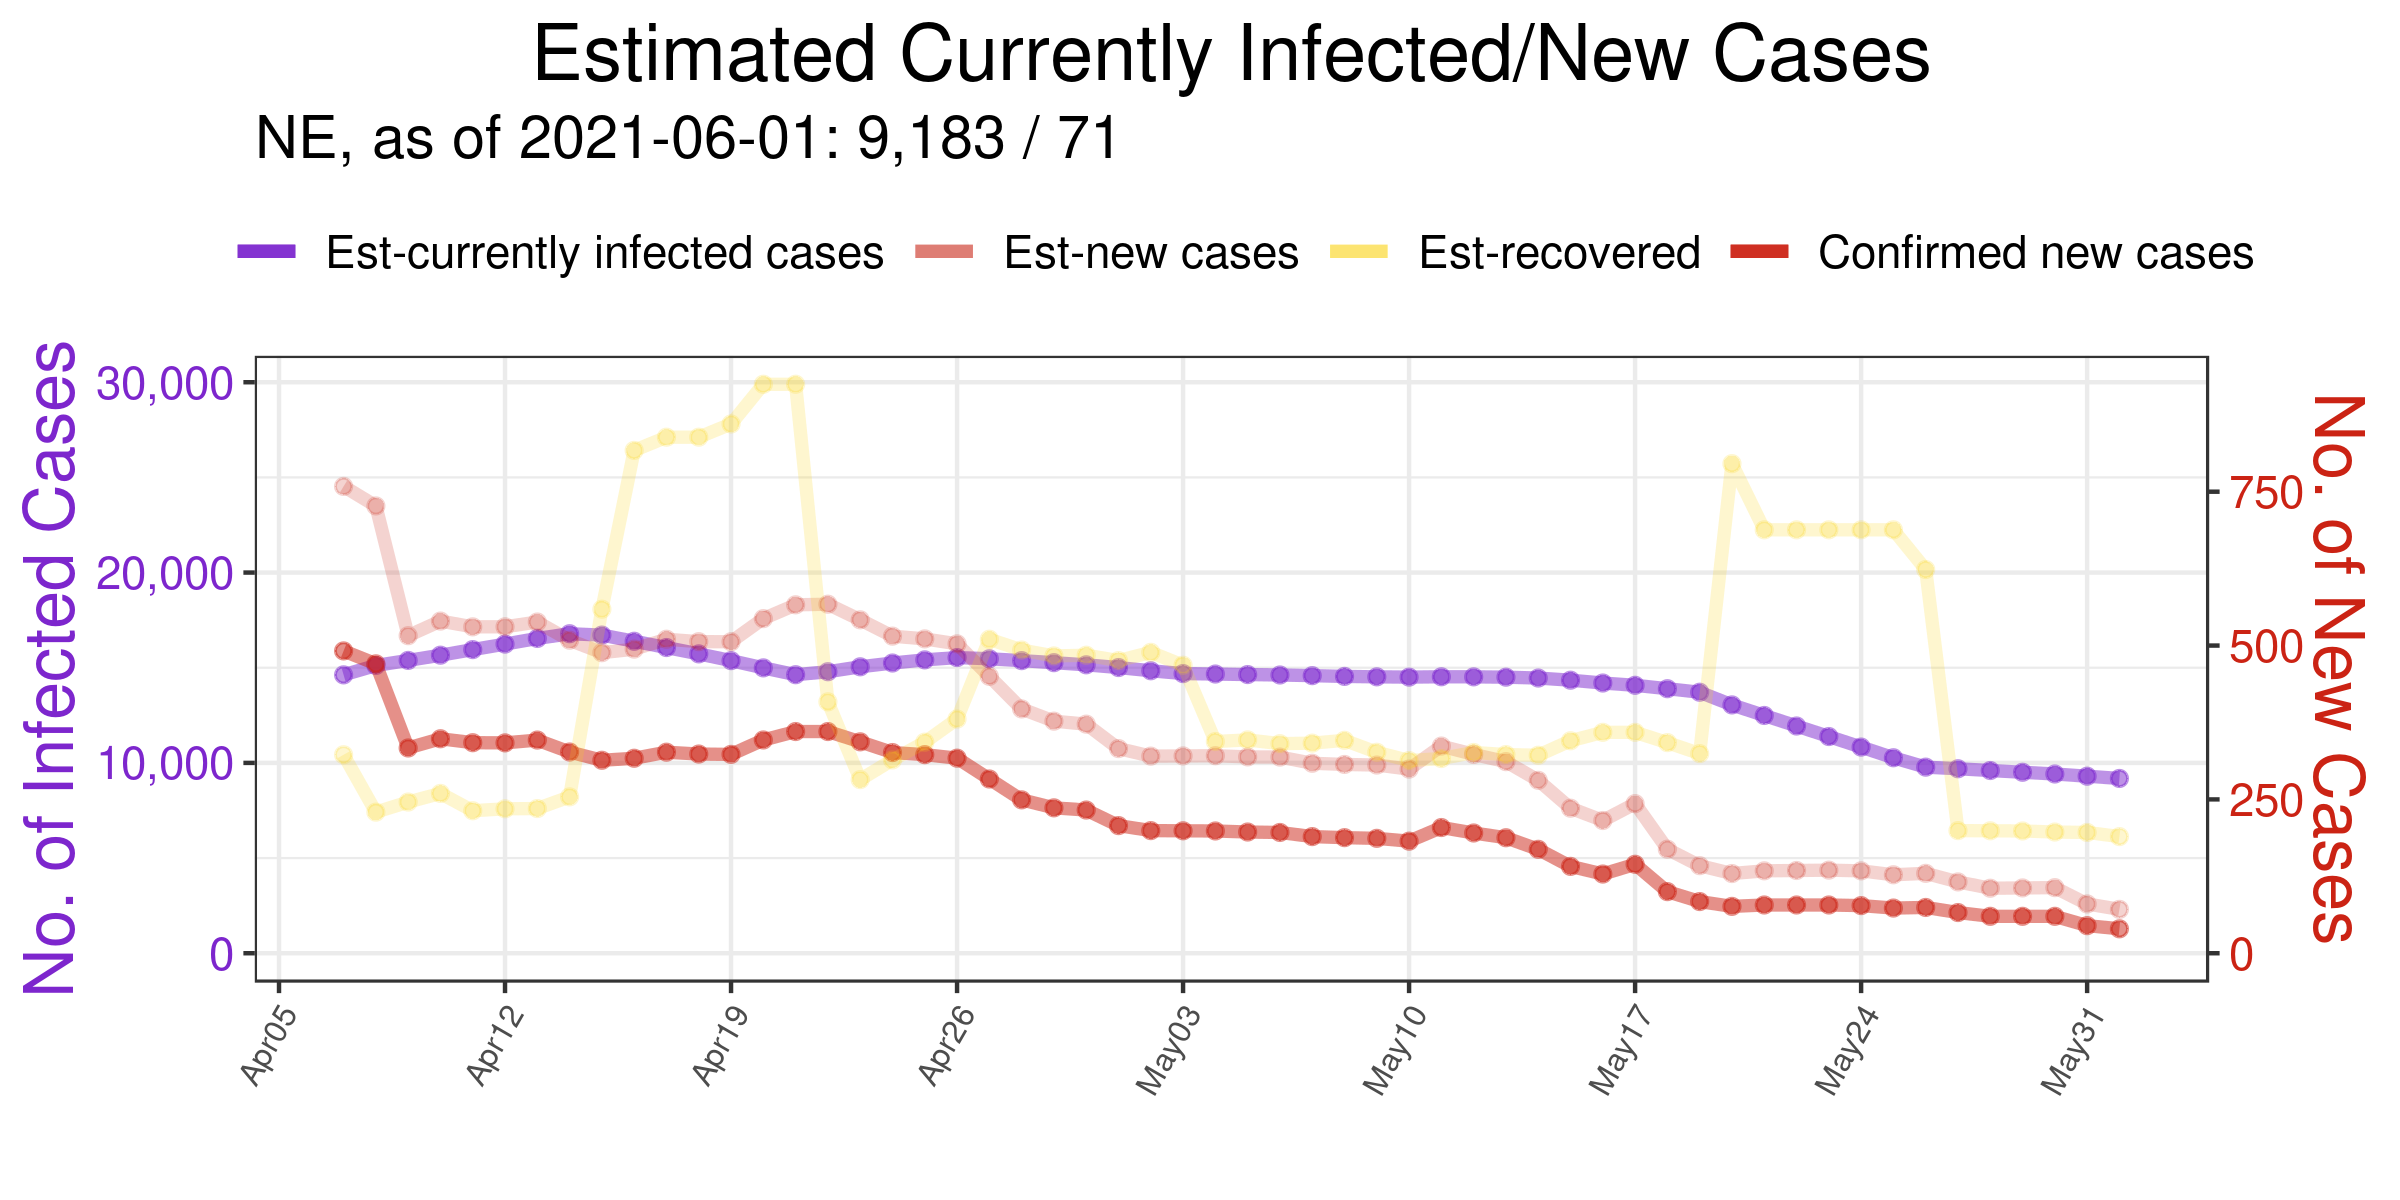 Estimated Currently Infected/New Cases
NE, as of 2021-06-01: 9,183 / 71
Est-currently infected cases Est-new cases Est-recovered Confirmed new cases
No. of Infected Cases
30,000
20,000
10,000
0
No. of New Cases
750
500
250
0
Apr05 Apr12 Apr19 Apr26 May03 May10 May17 May24 May31